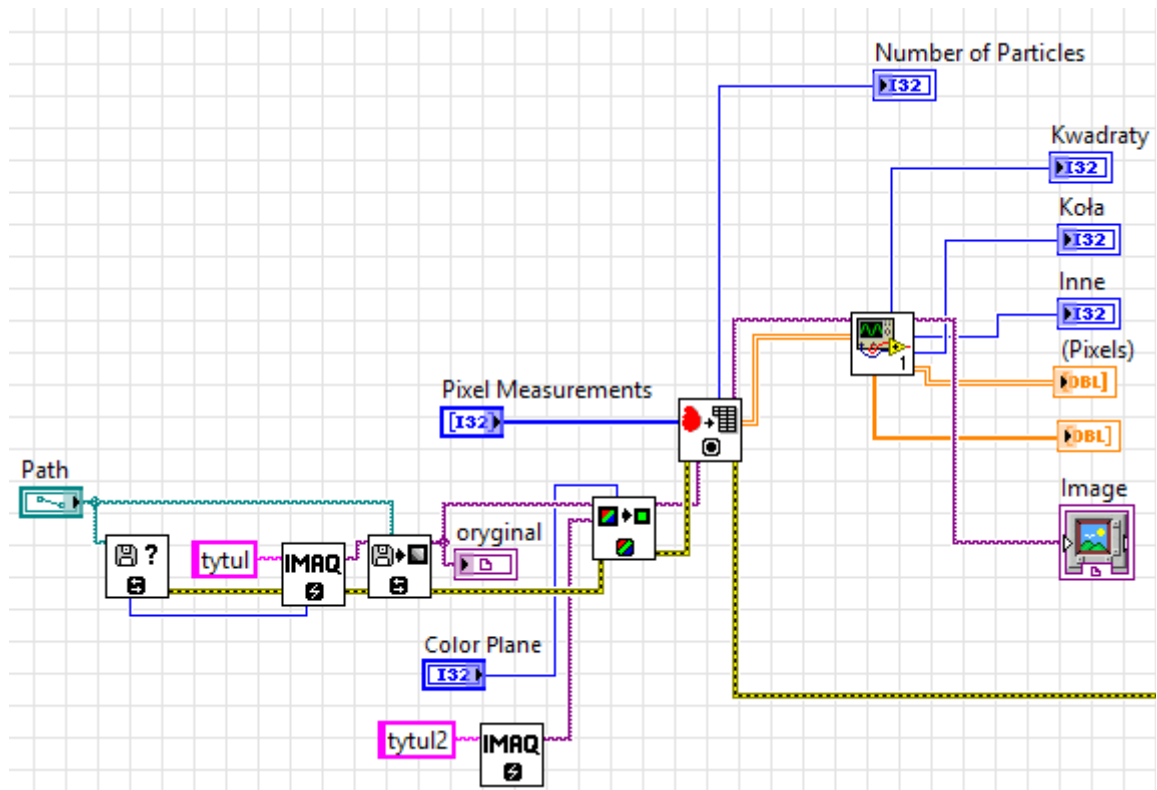 Number of Particles
I32
Kwadraty
I32
Koła
I32
Inne
I32
(Pixels)
DBL]
1
Pixel Measurements
[I32]
DBL]
Path
Image
?
tytul
IMAQ
oryginal
Color Plane
I32
tytul2
IMAQ